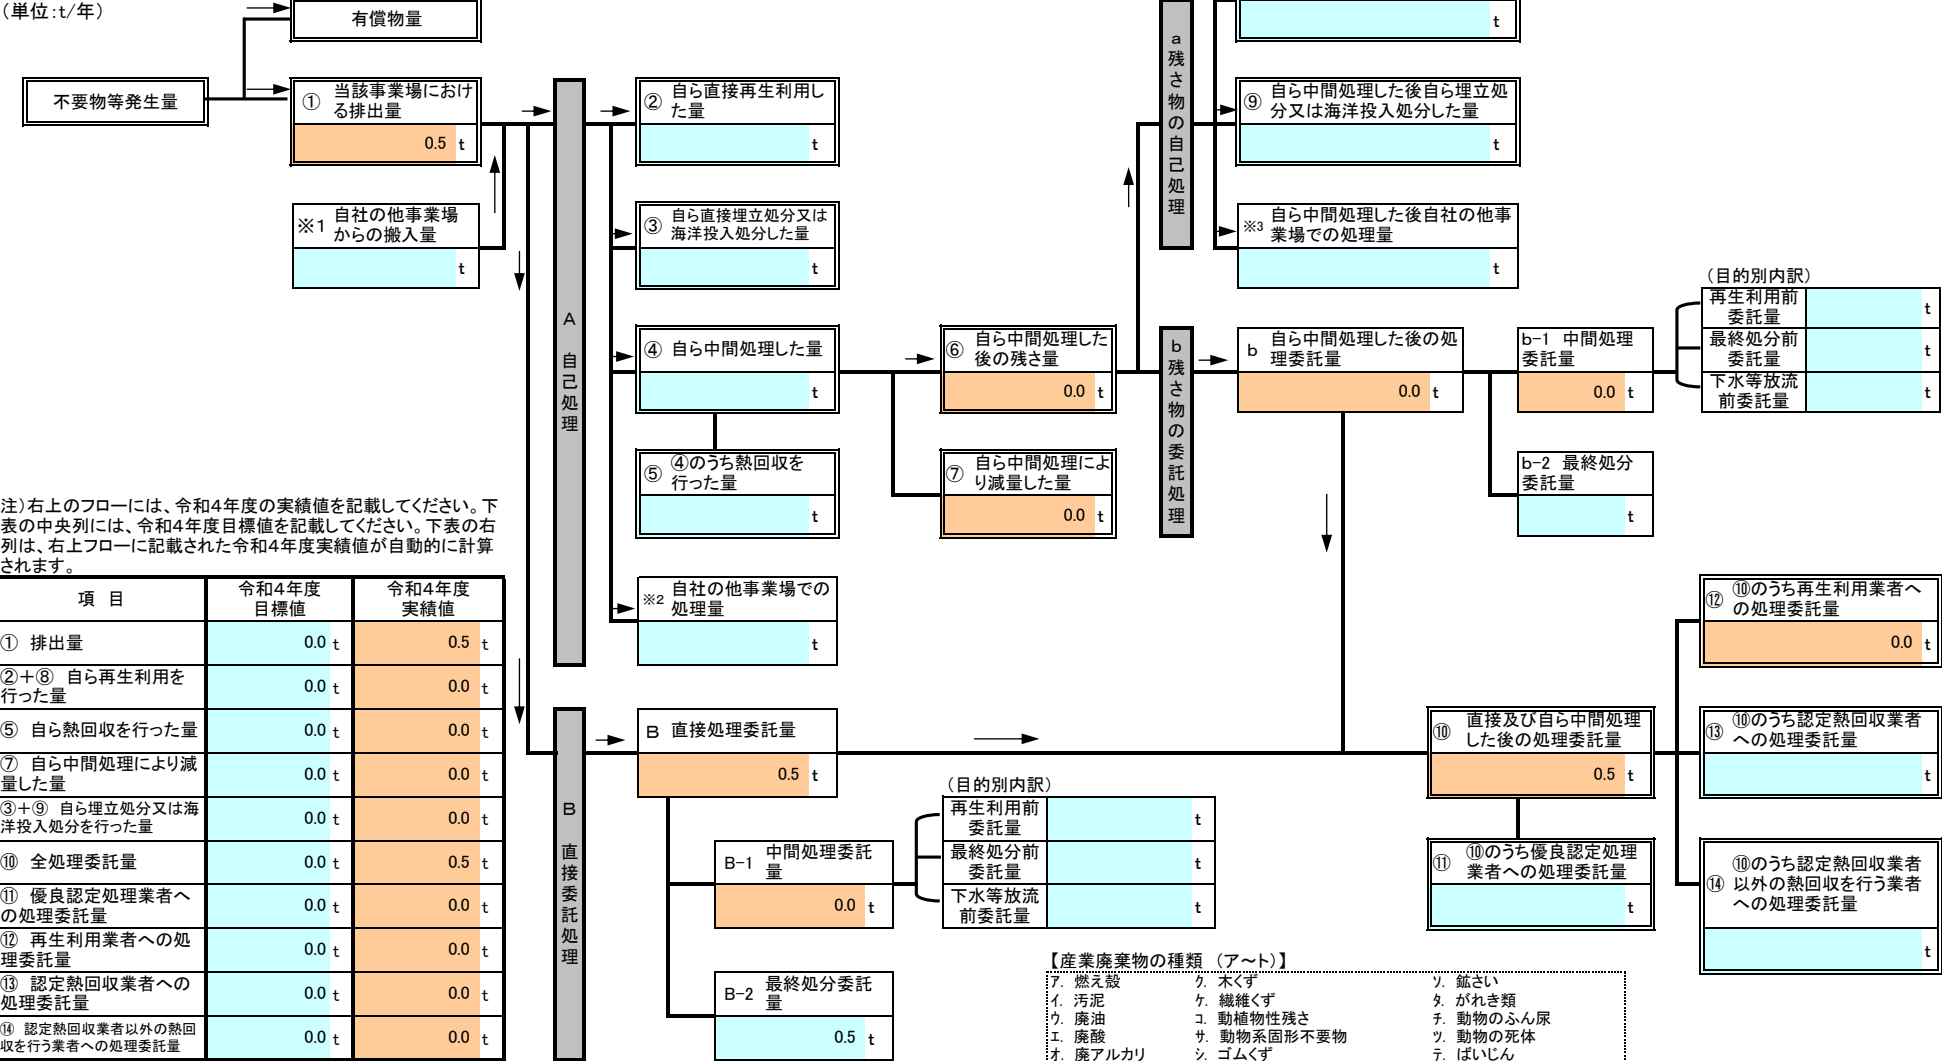 （単位:t/年）
有償物量
不要物等発生量
① 当該事業場におけ
る排出量
0.5 t
※1 自社の他事業場
からの搬入量
t
A 自己処理
② 自ら直接再生利用し
た量
t
③ 自ら直接埋立処分又は
海洋投入処分した量
t
④ 自ら中間処理した量
t
⑤ ④のうち熱回収を
行った量
t
※2 自社の他事業場での
処理量
t
⑥ 自ら中間処理した
後の残さ量
0.0 t
⑦ 自ら中間処理によ
り減量した量
0.0 t
a 残さ物の自己処理
t
⑨ 自ら中間処理した後自ら埋立処
分又は海洋投入処分した量
t
※3 自ら中間処理した後自社の他事
業場での処理量
t
b 残さ物の委託処理
b 自ら中間処理した後の処
理委託量
0.0 t
b-1 中間処理
委託量
0.0 t
b-2 最終処分
委託量
t
（目的別内訳）
再生利用前
委託量
t
最終処分前
委託量
t
下水等放流
前委託量
t
注）右上のフローには、令和4年度の実績値を記載してください。下
表の中央列には、令和4年度目標値を記載してください。下表の右
列は、右上フローに記載された令和4年度実績値が自動的に計算
されます。
項 目
令和4年度
目標値
令和4年度
実績値
① 排出量 0.0 t 0.5 t
②＋⑧ 自ら再生利用を
行った量 0.0 t 0.0 t
⑤ 自ら熱回収を行った量 0.0 t 0.0 t
⑦ 自ら中間処理により減
量した量 0.0 t 0.0 t
③＋⑨ 自ら埋立処分又は海
洋投入処分を行った量 0.0 t 0.0 t
⑩ 全処理委託量 0.0 t 0.5 t
⑪ 優良認定処理業者へ
の処理委託量 0.0 t 0.0 t
⑫ 再生利用業者への処
理委託量 0.0 t 0.0 t
⑬ 認定熱回収業者への
処理委託量 0.0 t 0.0 t
⑭ 認定熱回収業者以外の熱回
収を行う業者への処理委託量 0.0 t 0.0 t
B 直接委託処理
B 直接処理委託量
0.5 t
B-1 中間処理委託
量
0.0 t
B-2 最終処分委託
量
0.5 t
（目的別内訳）
再生利用前
委託量
t
最終処分前
委託量
t
下水等放流
前委託量
t
⑩ 直接及び自ら中間処理
した後の処理委託量
0.5 t
⑪ ⑩のうち優良認定処理
業者への処理委託量
t
⑫ ⑩のうち再生利用業者へ
の処理委託量
0.0 t
⑬ ⑩のうち認定熱回収業者
への処理委託量
t
⑭ ⑩のうち認定熱回収業者
以外の熱回収を行う業者
への処理委託量
t
【産業廃棄物の種類 （ア～ト）】
ア. 燃え殻 ク. 木くず ソ. 鉱さい
イ. 汚泥 ケ. 繊維くず タ. がれき類
ウ. 廃油 コ. 動植物性残さ チ. 動物のふん尿
エ. 廃酸 サ. 動物系固形不要物 ツ. 動物の死体
オ. 廃アルカリ シ. ゴムくず テ. ばいじん